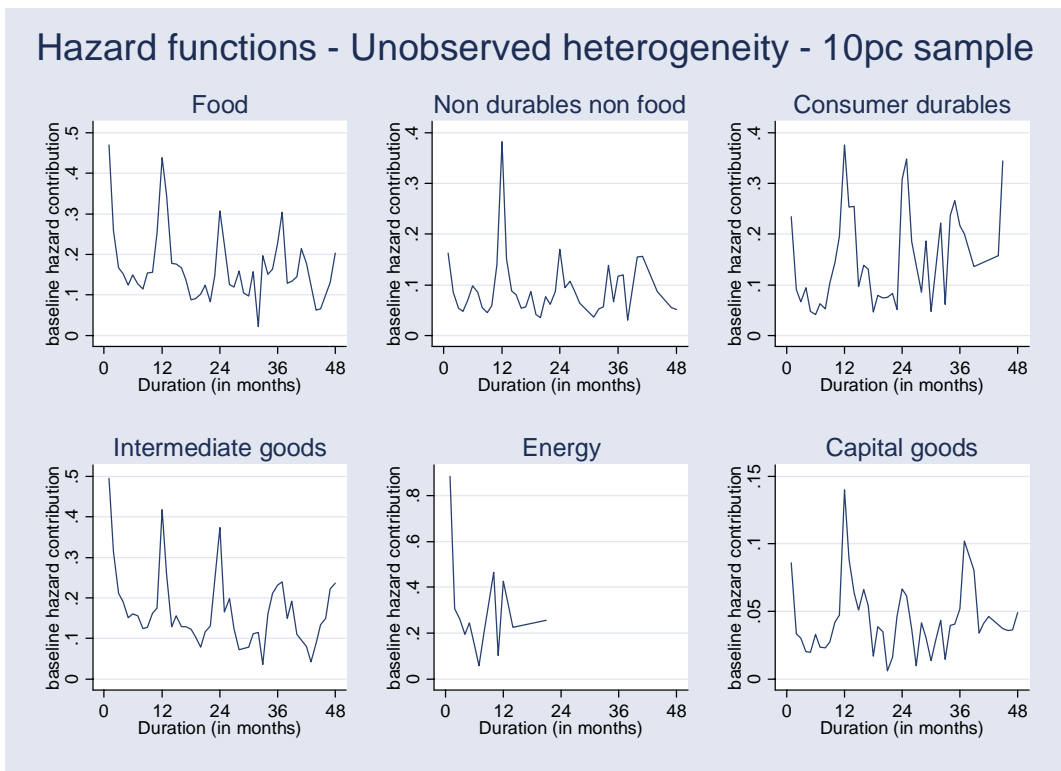 Hazard functions - Unobserved heterogeneity - 10pc sample
Food
baseline hazard contribution
0 .1 .2 .3 .4 .5
0 12 24 36 48
Duration (in months)
Non durables non food
baseline hazard contribution
0 .1 .2 .3 .4
0 12 24 36 48
Duration (in months)
Consumer durables
baseline hazard contribution
0 .1 .2 .3 .4
0 12 24 36 48
Duration (in months)
Intermediate goods
baseline hazard contribution
0 .1 .2 .3 .4 .5
0 12 24 36 48
Duration (in months)
Energy
baseline hazard contribution
0 .2 .4 .6 .8
0 12 24 36 48
Duration (in months)
Capital goods
baseline hazard contribution
0 .05 .1 .15
0 12 24 36 48
Duration (in months)